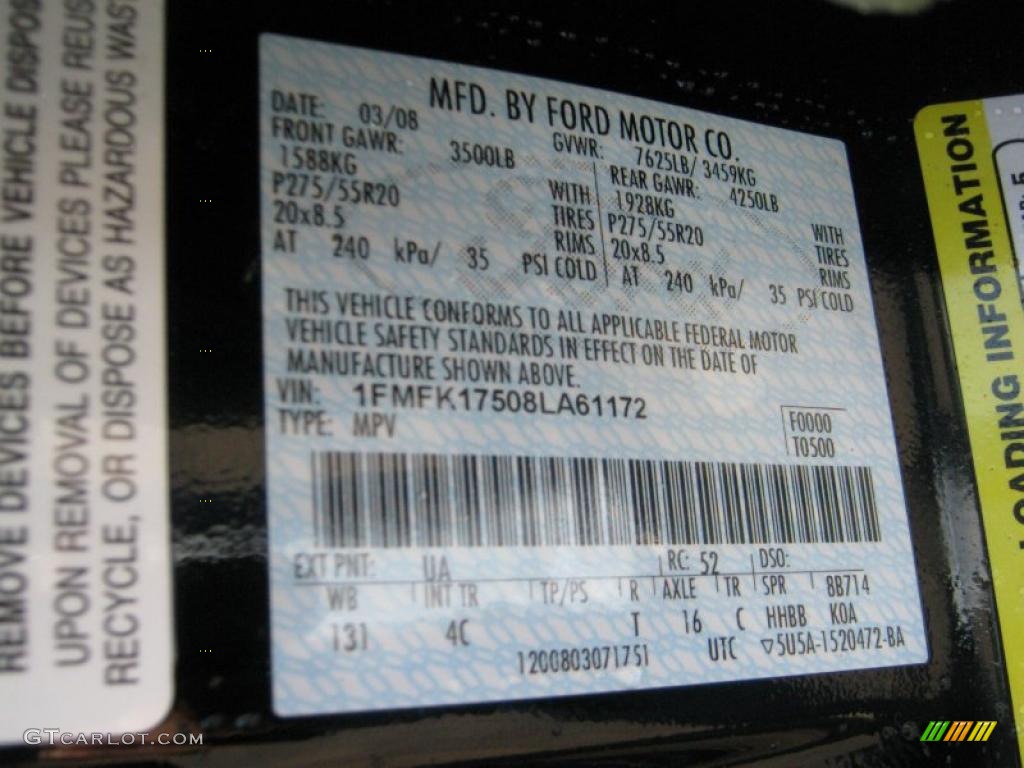 REMOVE DEVICES BEFORE VEHICLE DISPOS
UPON REMOVAL OF DEVICES PLEASE REUS
RECYCLE, OR DISPOSE AS HAZARDOUS WAST
MFD. BY FORD MOTOR CO.
DATE: 03/08 GVWR: 7625LB/ 3459KG
FRONT GAWR: 3500LB REAR GAWR: 4250LB
1588KG WITH 1928KG WITH
P275/55R20 TIRES P275/55R20 TIRES
20x8.5 RIMS 20x8.5 RIMS
AT 240 kPa/ 35 PSI COLD AT 240 kPa/ 35 PSI COLD
THIS VEHICLE CONFORMS TO ALL APPLICABLE FEDERAL MOTOR
VEHICLE SAFETY STANDARDS IN EFFECT ON THE DATE OF
MANUFACTURE SHOWN ABOVE.
VIN: 1FMFK17508LA61172
TYPE: MPV
F0000
T0500
EXT PNT: UA RC: 52 DSO:
WB INT TR TP/PS R AXLE TR SPR 8B714
131 4C T 16 C HHBB KOA
1200803071751 UTC ▽5U5A-1520472-BA
LOADING INFORMATION
GTCARLOT.COM